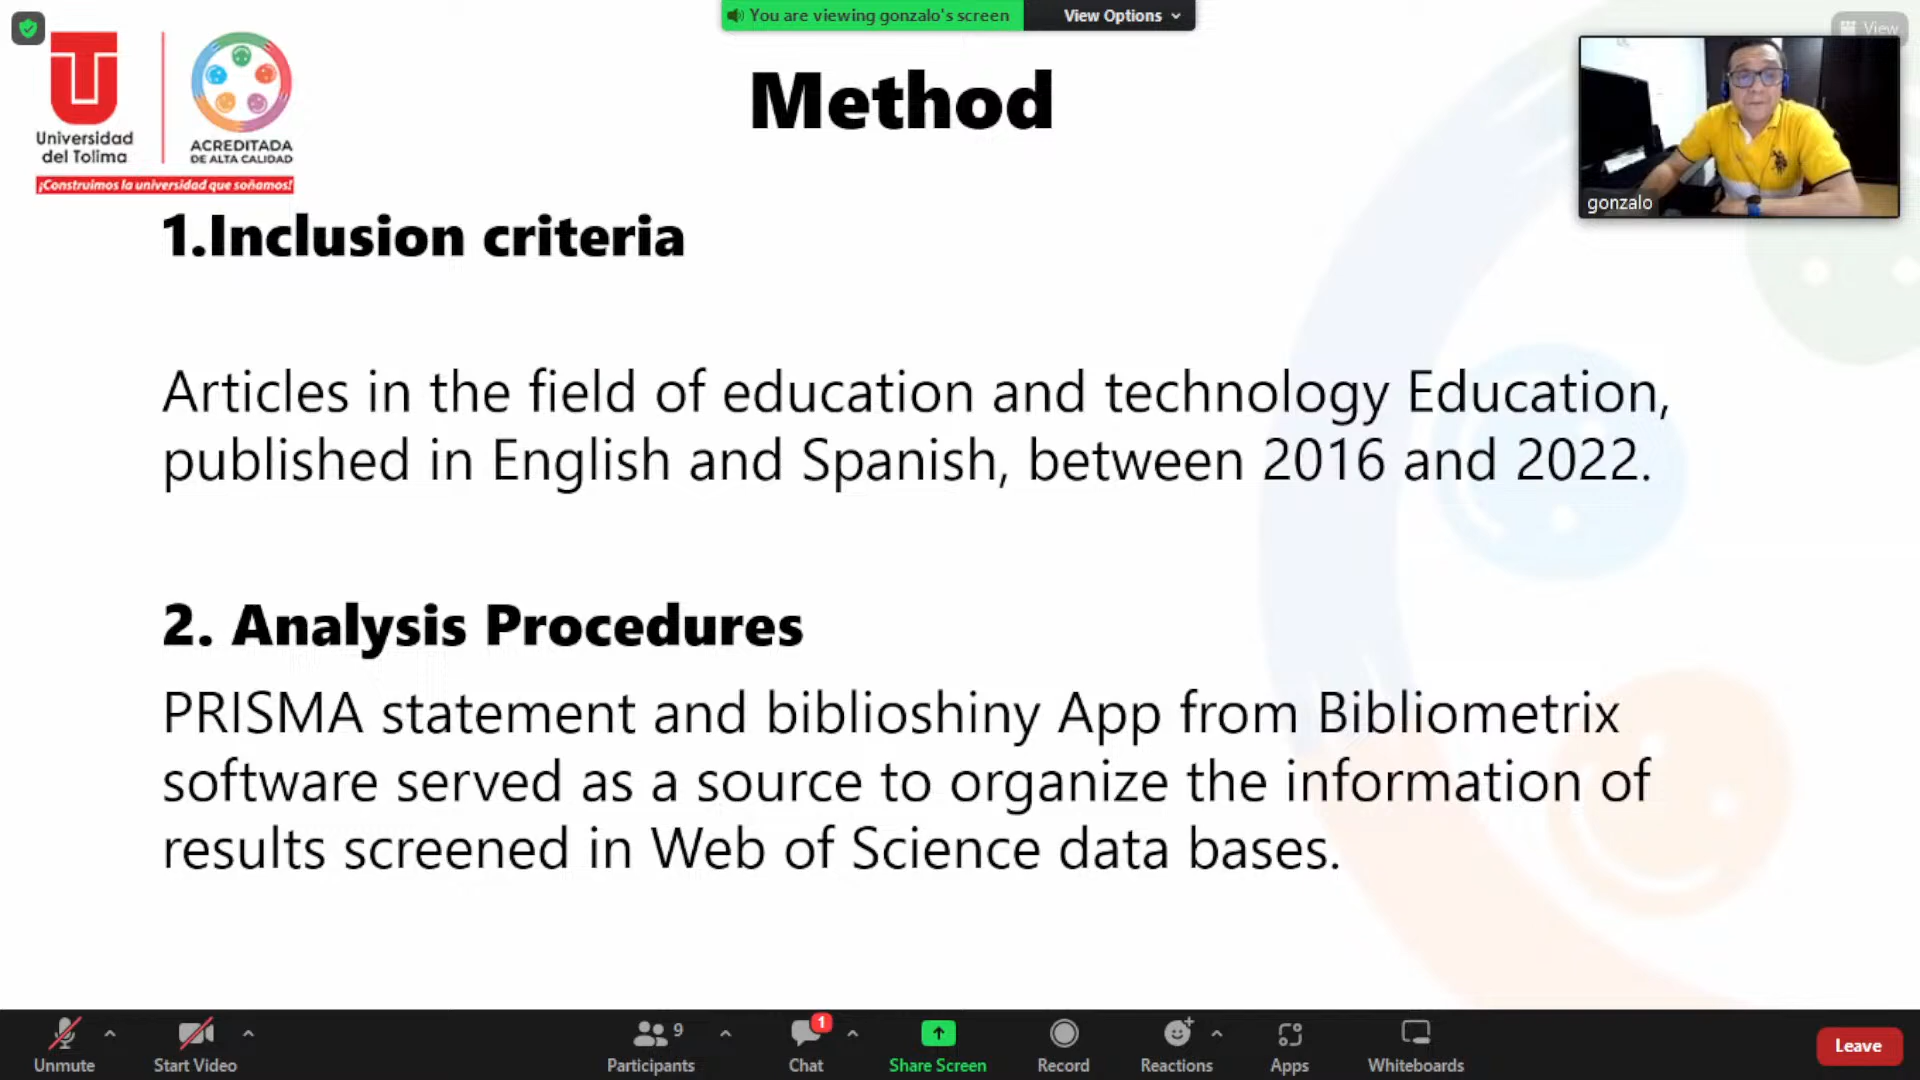 You are viewing gonzalo's screen
View Options
View
Universidad
del Tolima
ACREDITADA
DE ALTA CALIDAD
¡Construimos la universidad que soñamos!
Method
gonzalo
1.Inclusion criteria
Articles in the field of education and technology Education,
published in English and Spanish, between 2016 and 2022.
2. Analysis Procedures
PRISMA statement and biblioshiny App from Bibliometrix
software served as a source to organize the information of
results screened in Web of Science data bases.
Unmute
Start Video
9
Participants
1
Chat
Share Screen
Record
Reactions
Apps
Whiteboards
Leave